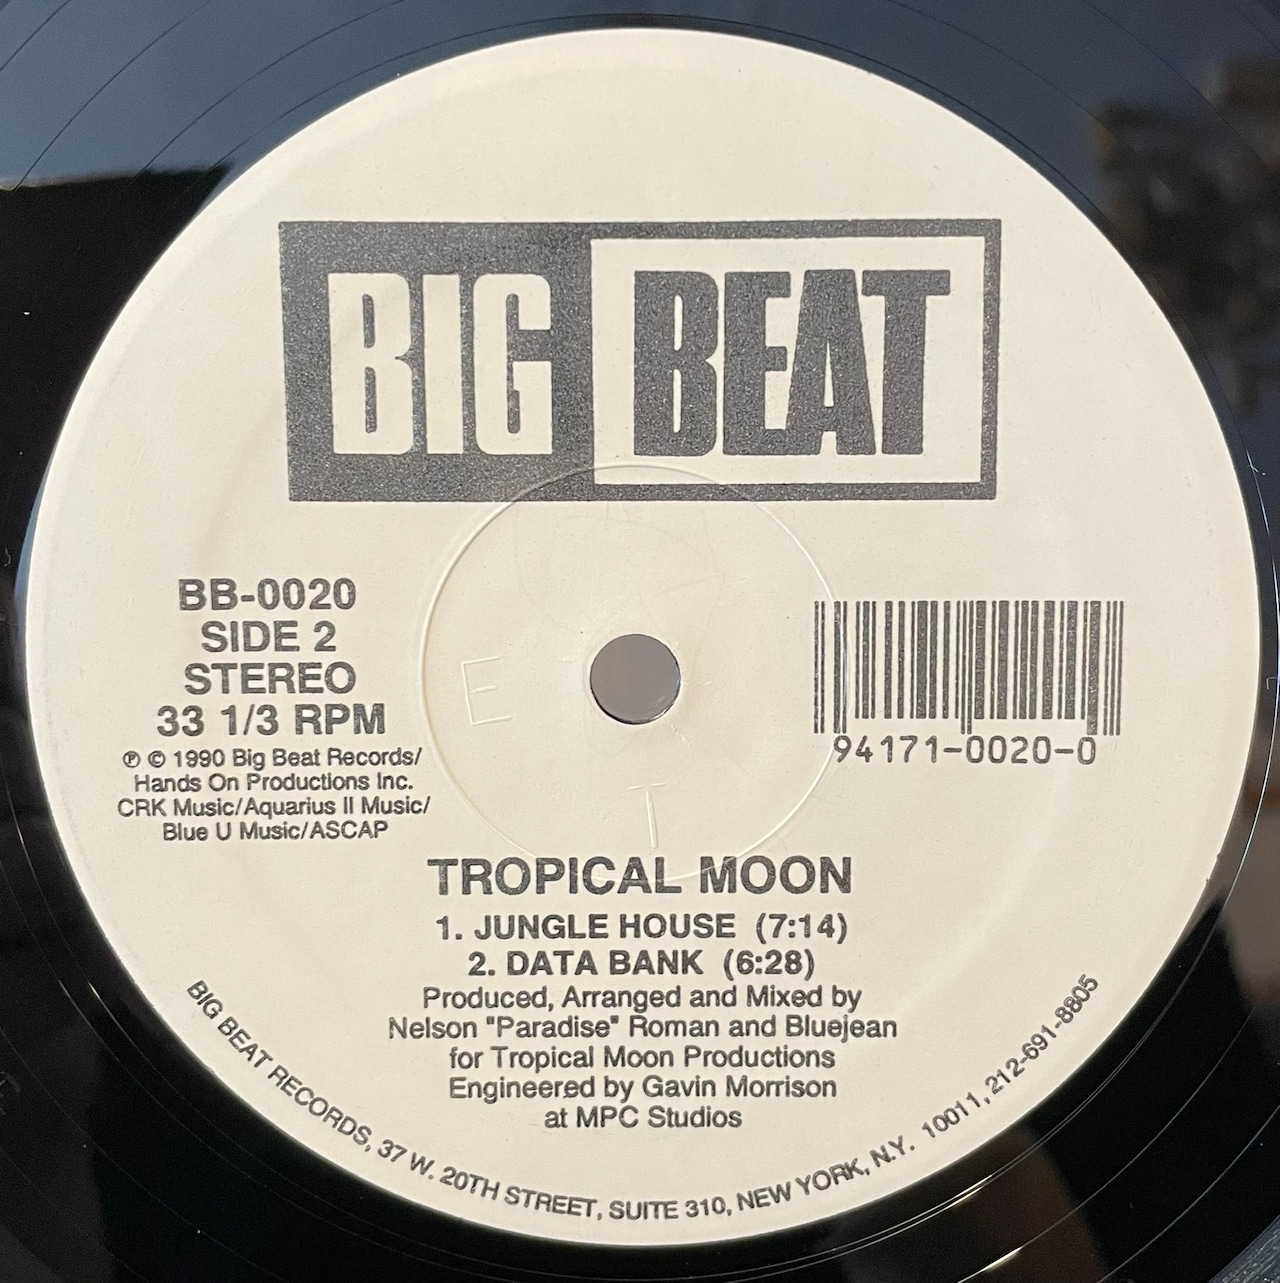 BIG BEAT
BB-0020
SIDE 2
STEREO
33 1/3 RPM
℗ © 1990 Big Beat Records/
Hands On Productions Inc.
CRK Music/Aquarius II Music/
Blue U Music/ASCAP
94171-0020-0
E
T
TROPICAL MOON
1. JUNGLE HOUSE (7:14)
2. DATA BANK (6:28)
Produced, Arranged and Mixed by
Nelson "Paradise" Roman and Bluejean
for Tropical Moon Productions
Engineered by Gavin Morrison
at MPC Studios
BIG BEAT RECORDS, 37 W. 20TH STREET, SUITE 310, NEW YORK, N.Y. 10011, 212-691-8805